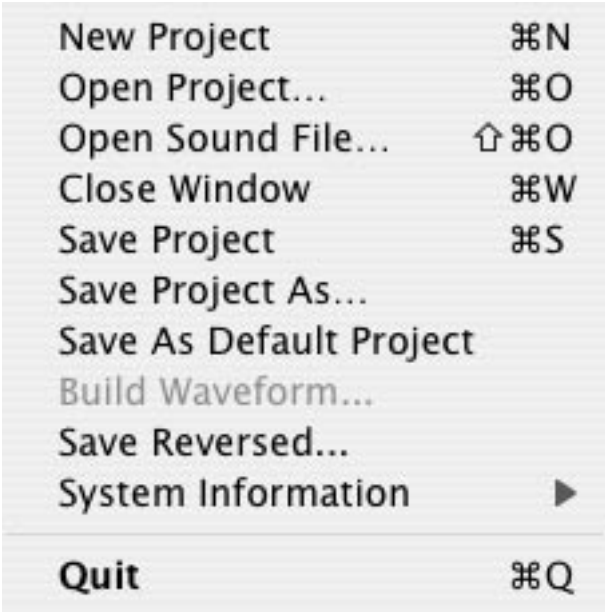 New Project ⌘N
Open Project... ⌘O
Open Sound File... ⇧⌘O
Close Window ⌘W
Save Project ⌘S
Save Project As...
Save As Default Project
Build Waveform...
Save Reversed...
System Information ▶
Quit ⌘Q